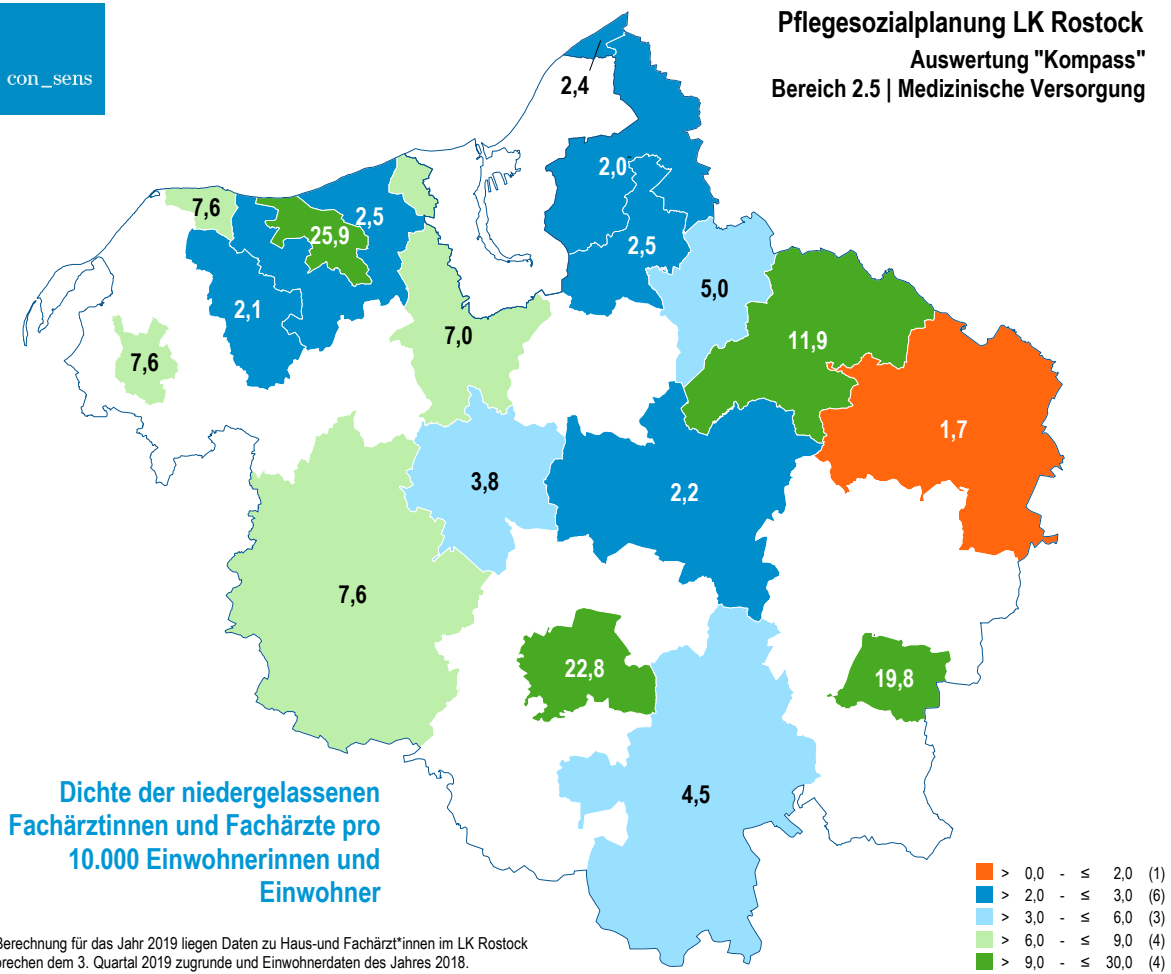 con_sens
Pflegesozialplanung LK Rostock
Auswertung "Kompass"
Bereich 2.5 | Medizinische Versorgung
2,4
2,0
7,6
2,5
25,9
2,5
5,0
2,1
7,0
11,9
7,6
1,7
3,8
2,2
7,6
22,8
19,8
4,5
Dichte der niedergelassenen
Fachärztinnen und Fachärzte pro
10.000 Einwohnerinnen und
Einwohner
> 0,0 - ≤ 2,0 (1)
> 2,0 - ≤ 3,0 (6)
> 3,0 - ≤ 6,0 (3)
> 6,0 - ≤ 9,0 (4)
> 9,0 - ≤ 30,0 (4)
Berechnung für das Jahr 2019 liegen Daten zu Haus-und Fachärzt*innen im LK Rostock
prechen dem 3. Quartal 2019 zugrunde und Einwohnerdaten des Jahres 2018.